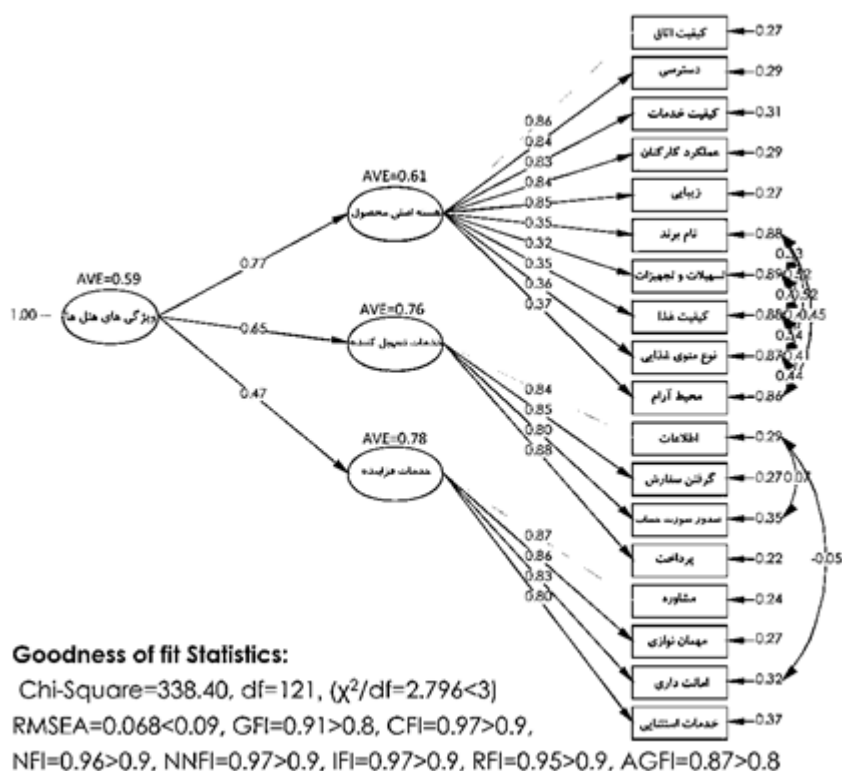 کیفیت اتاق
0.27
دسترسی
0.29
0.86
کیفیت خدمات
0.31
0.84
عملکرد کارکنان
0.29
0.83
0.84
زیبایی
0.27
0.85
AVE=0.61
هسته اصلی محصول
نام برند
0.88
0.35
0.32
تسهیلات و تجهیزات
0.89
0.35
0.36
0.37
کیفیت غذا
0.88
0.45
نوع منوی غذایی
0.87
0.41
0.44
محیط آرام
0.86
0.77
AVE=0.59
1.00
ویژگی های هتل ها
0.65
0.47
AVE=0.76
خدمات تسهیل کننده
0.84
0.85
0.80
0.88
اطلاعات
0.29
گرفتن سفارش
0.27
0.07
صدور صورت حساب
0.35
پرداخت
0.22
-0.05
AVE=0.78
خدمات فزاینده
0.87
0.86
0.83
0.80
مشاوره
0.24
مهمان نوازی
0.27
امانت داری
0.32
خدمات استثنایی
0.37
Goodness of fit Statistics:
Chi-Square=338.40, df=121, (χ²/df=2.796<3)
RMSEA=0.068<0.09, GFI=0.91>0.8, CFI=0.97>0.9,
NFI=0.96>0.9, NNFI=0.97>0.9, IFI=0.97>0.9, RFI=0.95>0.9, AGFI=0.87>0.8